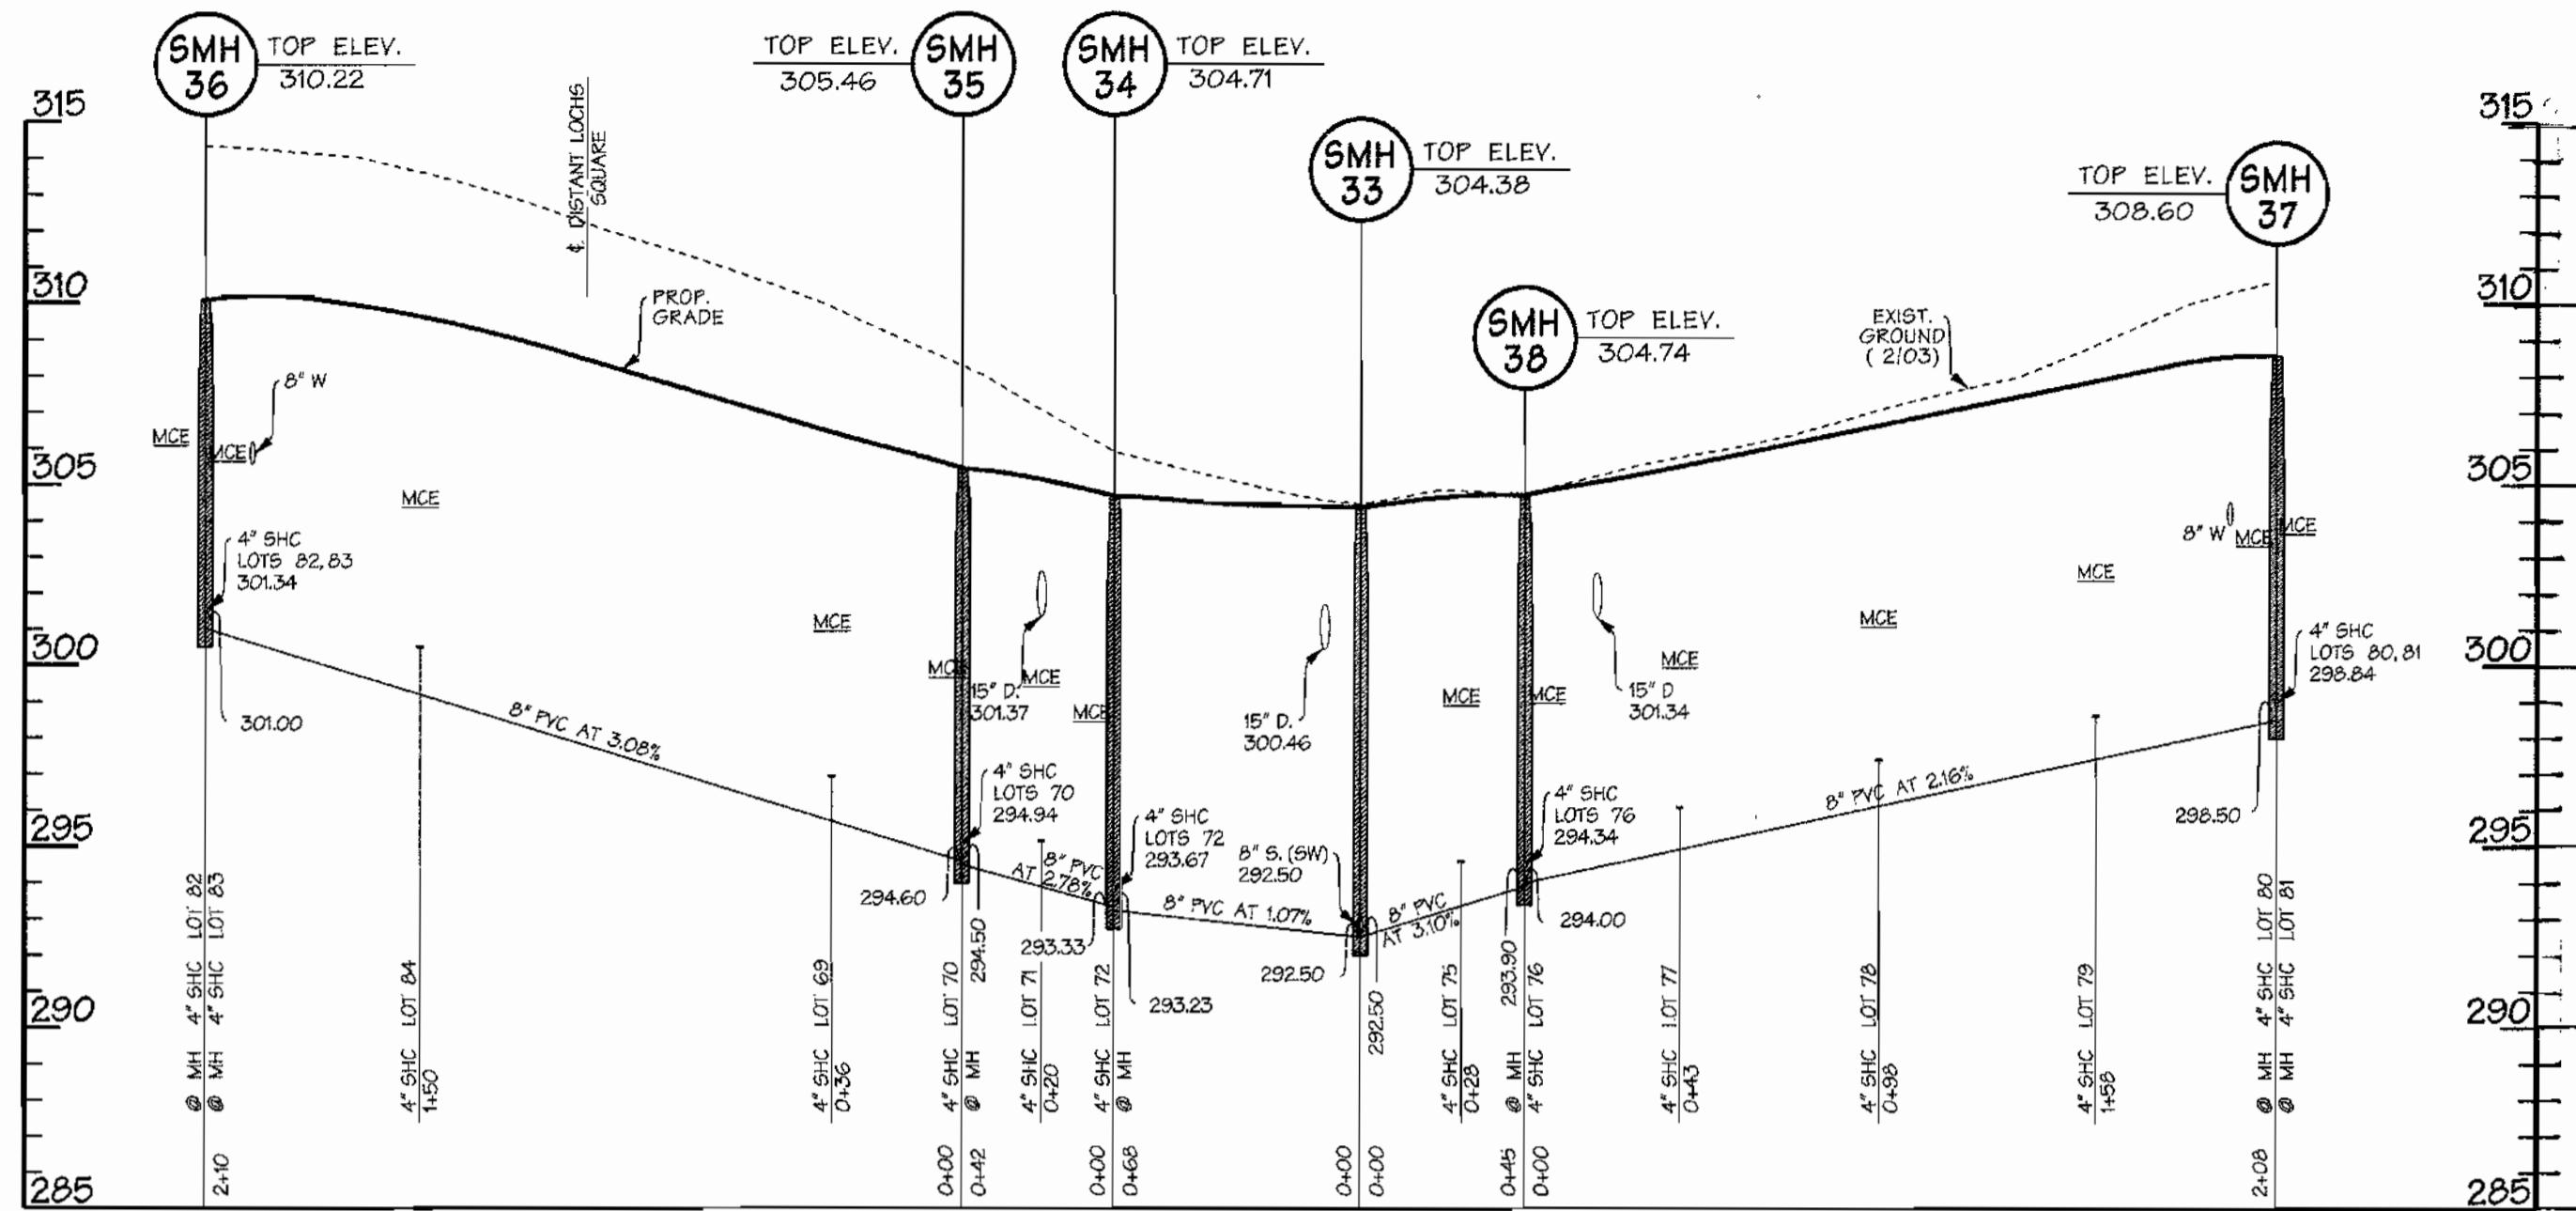 SMH
36
TOP ELEV.
310.22
TOP ELEV.
305.46
SMH
35
SMH
34
TOP ELEV.
304.71
SMH
33
TOP ELEV.
304.38
SMH
38
TOP ELEV.
304.74
TOP ELEV.
308.60
SMH
37
315
310
305
300
295
290
285
315
310
305
300
295
290
285
℄ DISTANT LOCHS
SQUARE
PROP.
GRADE
EXIST.
GROUND
(2/03)
8" W
MCE
MCE
MCE
4" SHC
LOTS 82,83
301.34
301.00
8" PVC AT 3.08%
MCE
MCE
15" D.
301.37
MCE
MCE
4" SHC
LOTS 70
294.94
294.60
294.50
8" PVC
AT 2.78%
293.33
4" SHC
LOTS 72
293.67
293.23
8" PVC AT 1.07%
15" D.
300.46
8" S. (SW)
292.50
292.50
292.50
8" PVC
AT 3.10%
MCE
MCE
4" SHC
LOTS 76
294.34
293.90
294.00
15" D
301.34
MCE
MCE
MCE
8" PVC AT 2.16%
8" W
MCE
MCE
4" SHC
LOTS 80,81
298.84
298.50
@ MH 4" SHC LOT 82
@ MH 4" SHC LOT 83
4" SHC LOT 84
1+50
4" SHC LOT 69
0+36
4" SHC LOT 70
@ MH
4" SHC LOT 71
0+20
4" SHC LOT 72
@ MH
4" SHC LOT 75
0+28
@ MH
4" SHC LOT 76
4" SHC LOT 77
0+43
4" SHC LOT 78
0+98
4" SHC LOT 79
1+58
@ MH 4" SHC LOT 80
@ MH 4" SHC LOT 81
2+10
0+00
0+42
0+00
0+68
0+00
0+00
0+45
0+00
2+08